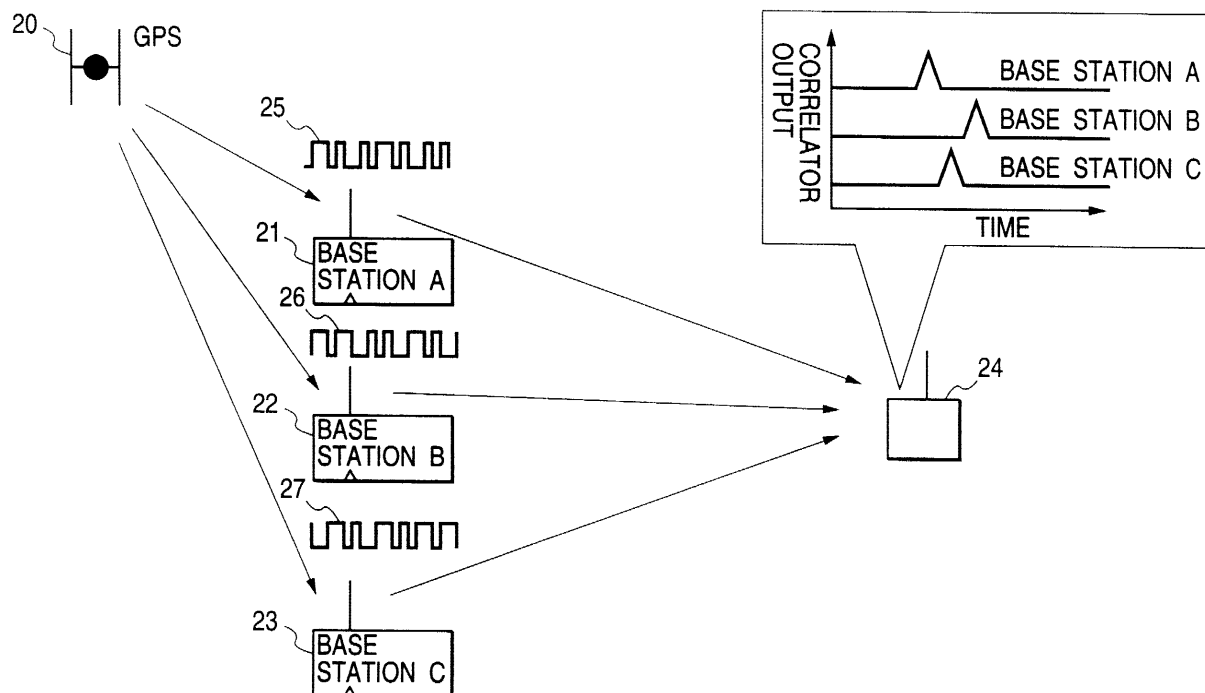 20
GPS
25
21
BASE
STATION A
26
22
BASE
STATION B
27
23
BASE
STATION C
24
CORRELATOR
OUTPUT
BASE STATION A
BASE STATION B
BASE STATION C
TIME